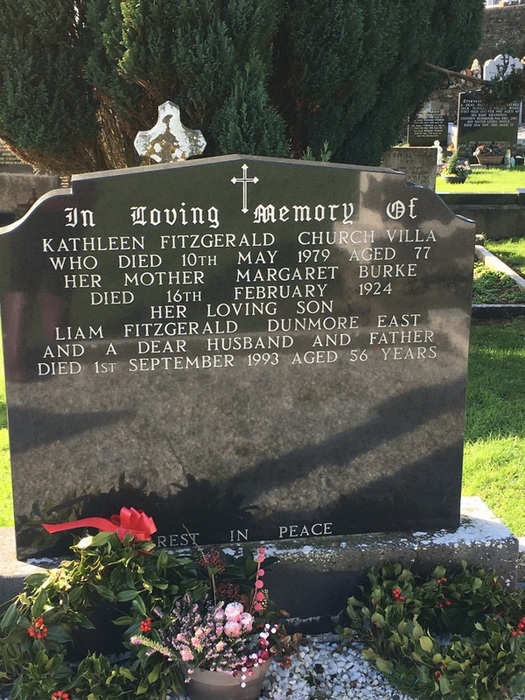 In Loving Memory Of
KATHLEEN FITZGERALD CHURCH VILLA
WHO DIED 10TH MAY 1979 AGED 77
HER MOTHER MARGARET BURKE
DIED 16TH FEBRUARY 1924
HER LOVING SON
LIAM FITZGERALD DUNMORE EAST
AND A DEAR HUSBAND AND FATHER
DIED 1ST SEPTEMBER 1993 AGED 56 YEARS
REST IN PEACE